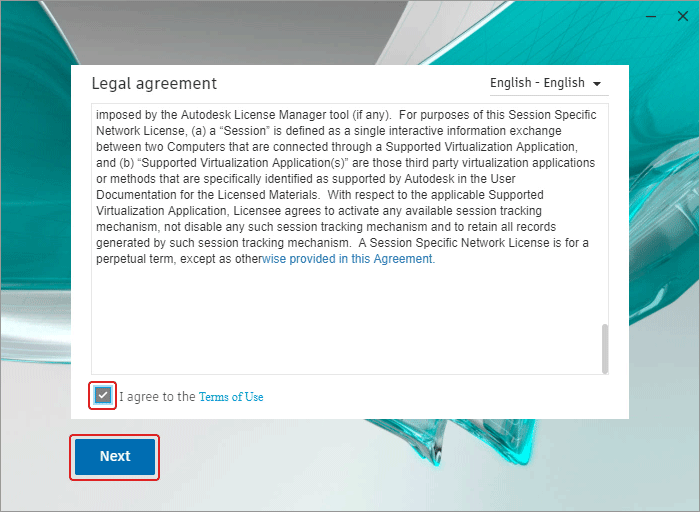 Legal agreement
English - English
imposed by the Autodesk License Manager tool (if any).  For purposes of this Session Specific
Network License, (a) a “Session” is defined as a single interactive information exchange
between two Computers that are connected through a Supported Virtualization Application,
and (b) “Supported Virtualization Application(s)” are those third party virtualization applications
or methods that are specifically identified as supported by Autodesk in the User
Documentation for the Licensed Materials.  With respect to the applicable Supported
Virtualization Application, Licensee agrees to activate any available session tracking
mechanism, not disable any such session tracking mechanism and to retain all records
generated by such session tracking mechanism.  A Session Specific Network License is for a
perpetual term, except as otherwise provided in this Agreement.
I agree to the Terms of Use
Next